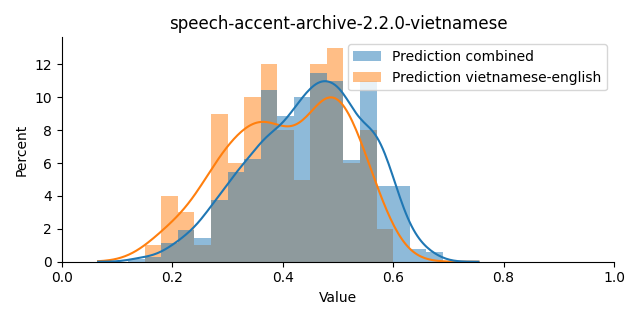 speech-accent-archive-2.2.0-vietnamese
Prediction combined
Prediction vietnamese-english
Percent
12
10
8
6
4
2
0
0.0 0.2 0.4 0.6 0.8 1.0
Value